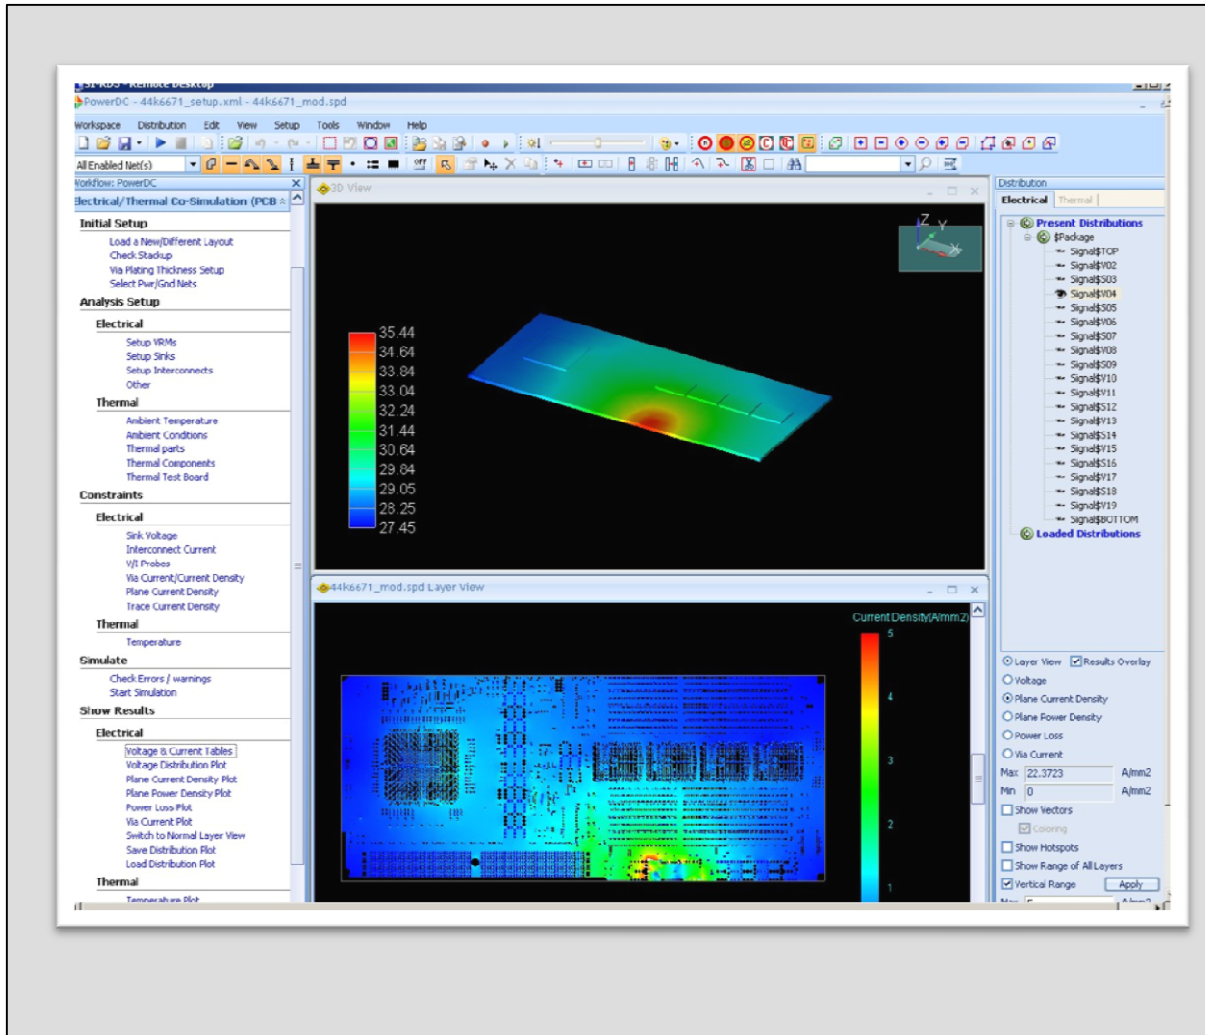 SI-RD5 - Remote Desktop
PowerDC - 44k6671_setup.xml - 44k6671_mod.spd
Workspace Distribution Edit View Setup Tools Window Help
All Enabled Net(s)
Off
Workflow: PowerDC
Electrical/Thermal Co-Simulation (PCB
Initial Setup
Load a New/Different Layout
Check Stackup
Via Plating Thickness Setup
Select Pwr/Gnd Nets
Analysis Setup
Electrical
Setup VRMs
Setup Sinks
Setup Interconnects
Other
Thermal
Ambient Temperature
Ambient Conditions
Thermal parts
Thermal Components
Thermal Test Board
Constraints
Electrical
Sink Voltage
Interconnect Current
V/I Probes
Via Current/Current Density
Plane Current Density
Trace Current Density
Thermal
Temperature
Simulate
Check Errors / warnings
Start Simulation
Show Results
Electrical
Voltage & Current Tables
Voltage Distribution Plot
Plane Current Density Plot
Plane Power Density Plot
Power Loss Plot
Via Current Plot
Switch to Normal Layer View
Save Distribution Plot
Load Distribution Plot
Thermal
Temperature Plot
3D View
Z
Y
X
35.44
34.64
33.84
33.04
32.24
31.44
30.64
29.84
29.05
28.25
27.45
44k6671_mod.spd Layer View
Current Density(A/mm2)
5
4
3
2
1
Distribution
Electrical Thermal
Present Distributions
$Package
Signal$TOP
Signal$V02
Signal$S03
Signal$V04
Signal$S05
Signal$V06
Signal$S07
Signal$V08
Signal$S09
Signal$V10
Signal$V11
Signal$S12
Signal$V13
Signal$S14
Signal$V15
Signal$S16
Signal$V17
Signal$S18
Signal$V19
Signal$BOTTOM
Loaded Distributions
Layer View Results Overlay
Voltage
Plane Current Density
Plane Power Density
Power Loss
Via Current
Max 22.3723 A/mm2
Min 0 A/mm2
Show Vectors
Coloring
Show Hotspots
Show Range of All Layers
Vertical Range Apply
Max 5 A/mm2